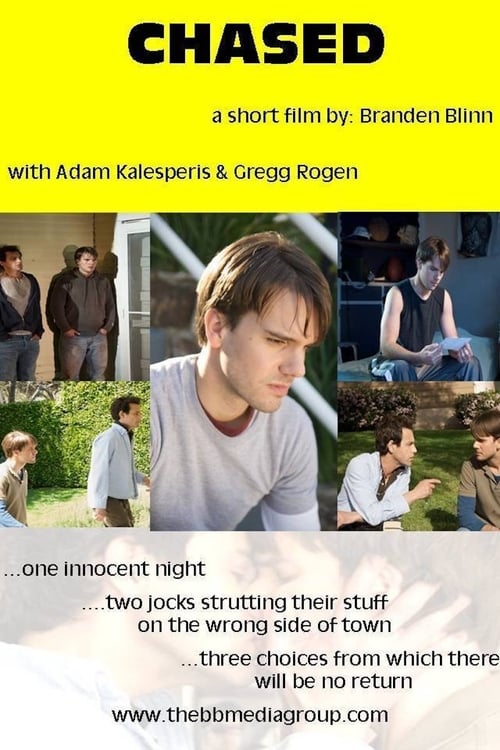 CHASED
a short film by: Branden Blinn
with Adam Kalesperis & Gregg Rogen
...one innocent night
....two jocks strutting their stuff
on the wrong side of town
...three choices from which there
will be no return
www.thebbmediagroup.com